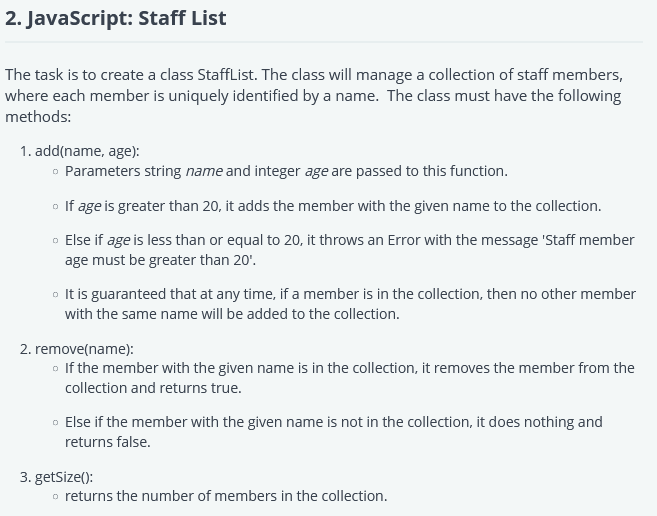 2. JavaScript: Staff List
The task is to create a class StaffList. The class will manage a collection of staff members,
where each member is uniquely identified by a name.  The class must have the following
methods:
1. add(name, age):
◦ Parameters string name and integer age are passed to this function.
◦ If age is greater than 20, it adds the member with the given name to the collection.
◦ Else if age is less than or equal to 20, it throws an Error with the message 'Staff member
age must be greater than 20'.
◦ It is guaranteed that at any time, if a member is in the collection, then no other member
with the same name will be added to the collection.
2. remove(name):
◦ If the member with the given name is in the collection, it removes the member from the
collection and returns true.
◦ Else if the member with the given name is not in the collection, it does nothing and
returns false.
3. getSize():
◦ returns the number of members in the collection.